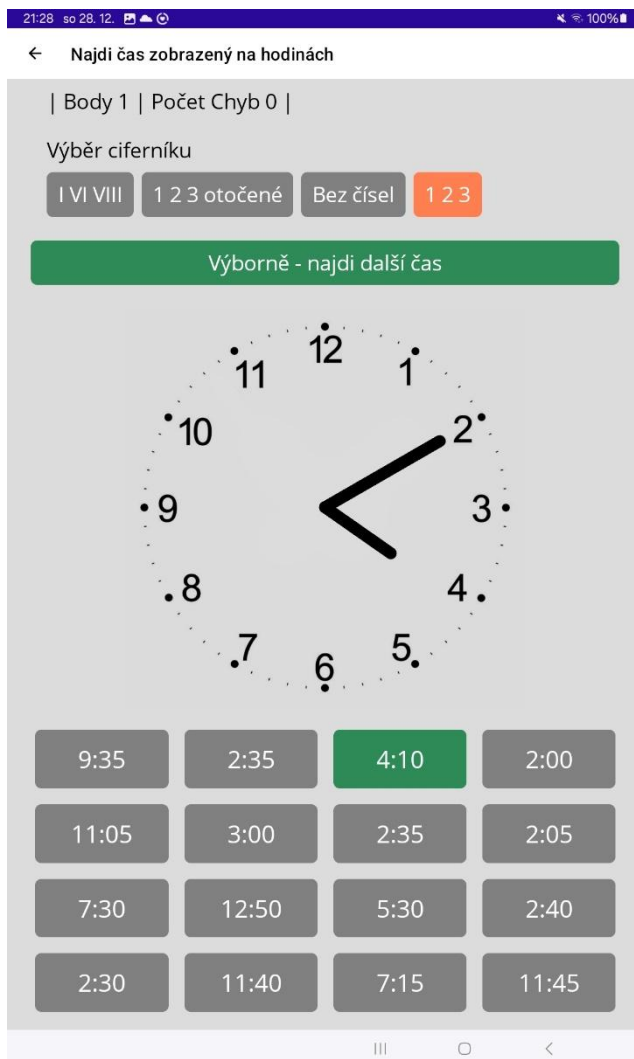 21:28 so 28. 12. 100%
Najdi čas zobrazený na hodinách
| Body 1 | Počet Chyb 0 |
Výběr ciferníku
I VI VIII 1 2 3 otočené Bez čísel 1 2 3
Výborně - najdi další čas
12
11 1
10 2
9 3
8 4
7 5
6
9:35 2:35 4:10 2:00
11:05 3:00 2:35 2:05
7:30 12:50 5:30 2:40
2:30 11:40 7:15 11:45